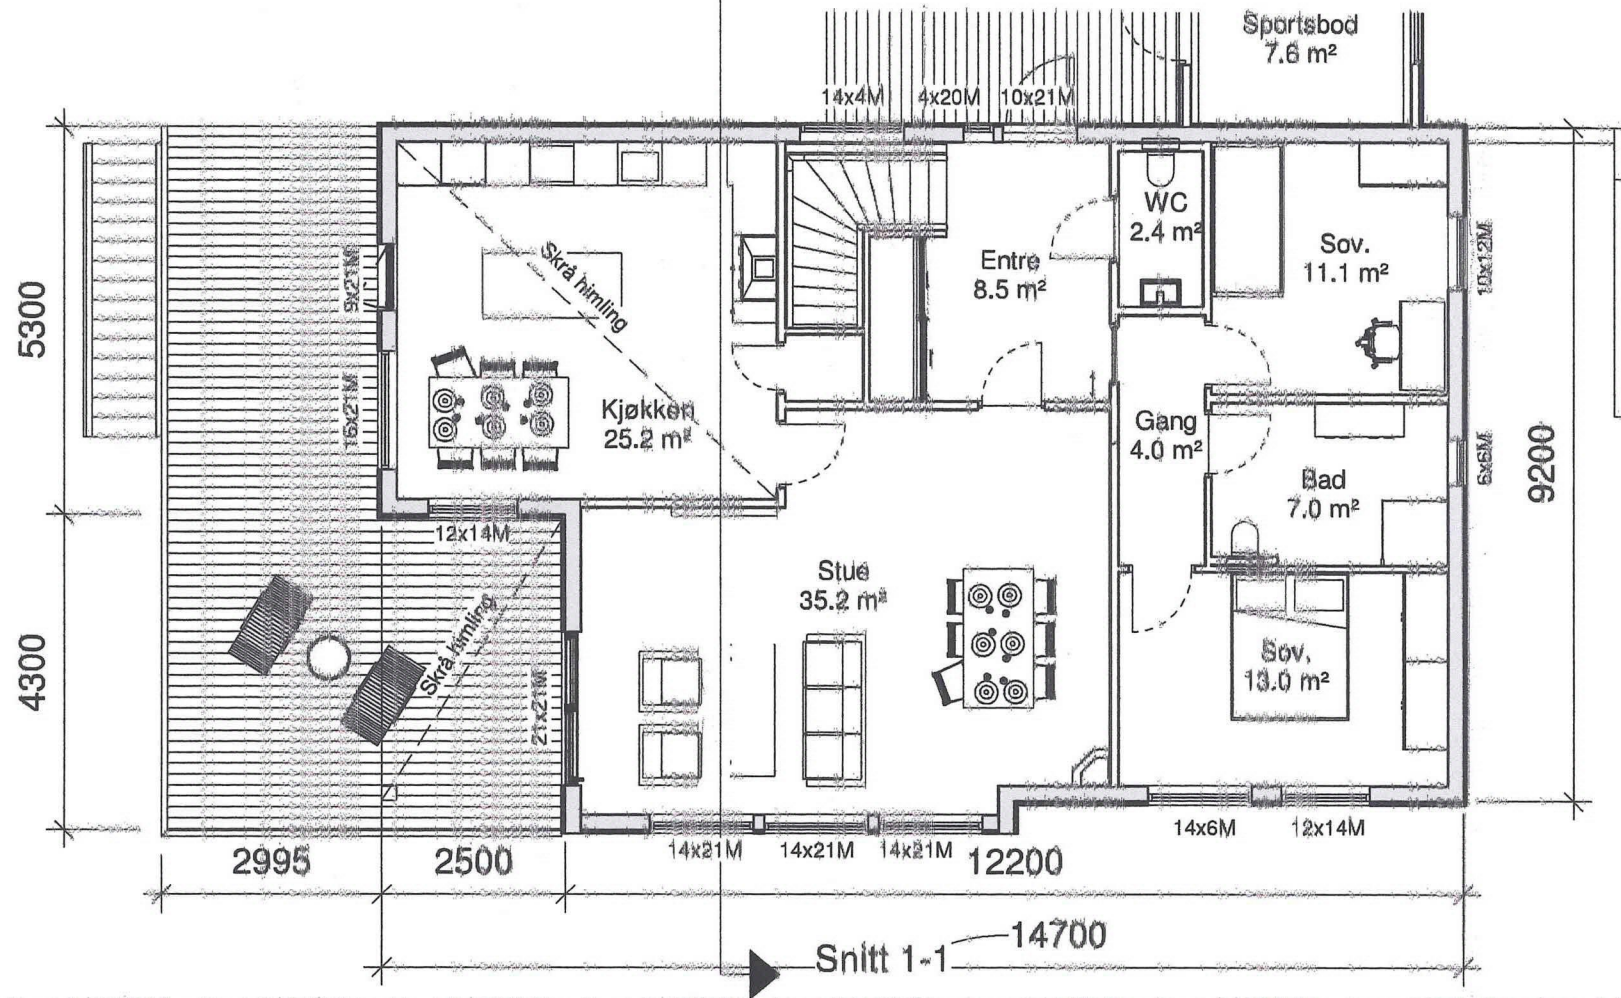 Sportsbod
7.6 m²
14x4M
4x20M
10x21M
WC
2.4 m²
Sov.
11.1 m²
10x12M
Entre
8.5 m²
Skrå himling
9x21M
5300
16x21M
Kjøkken
25.2 m²
Gang
4.0 m²
Bad
7.0 m²
6x6M
9200
12x14M
Stue
35.2 m²
Skrå himling
4300
21x21M
Sov.
13.0 m²
14x21M
14x21M
14x21M
14x6M
12x14M
2995
2500
12200
14700
Snitt 1-1